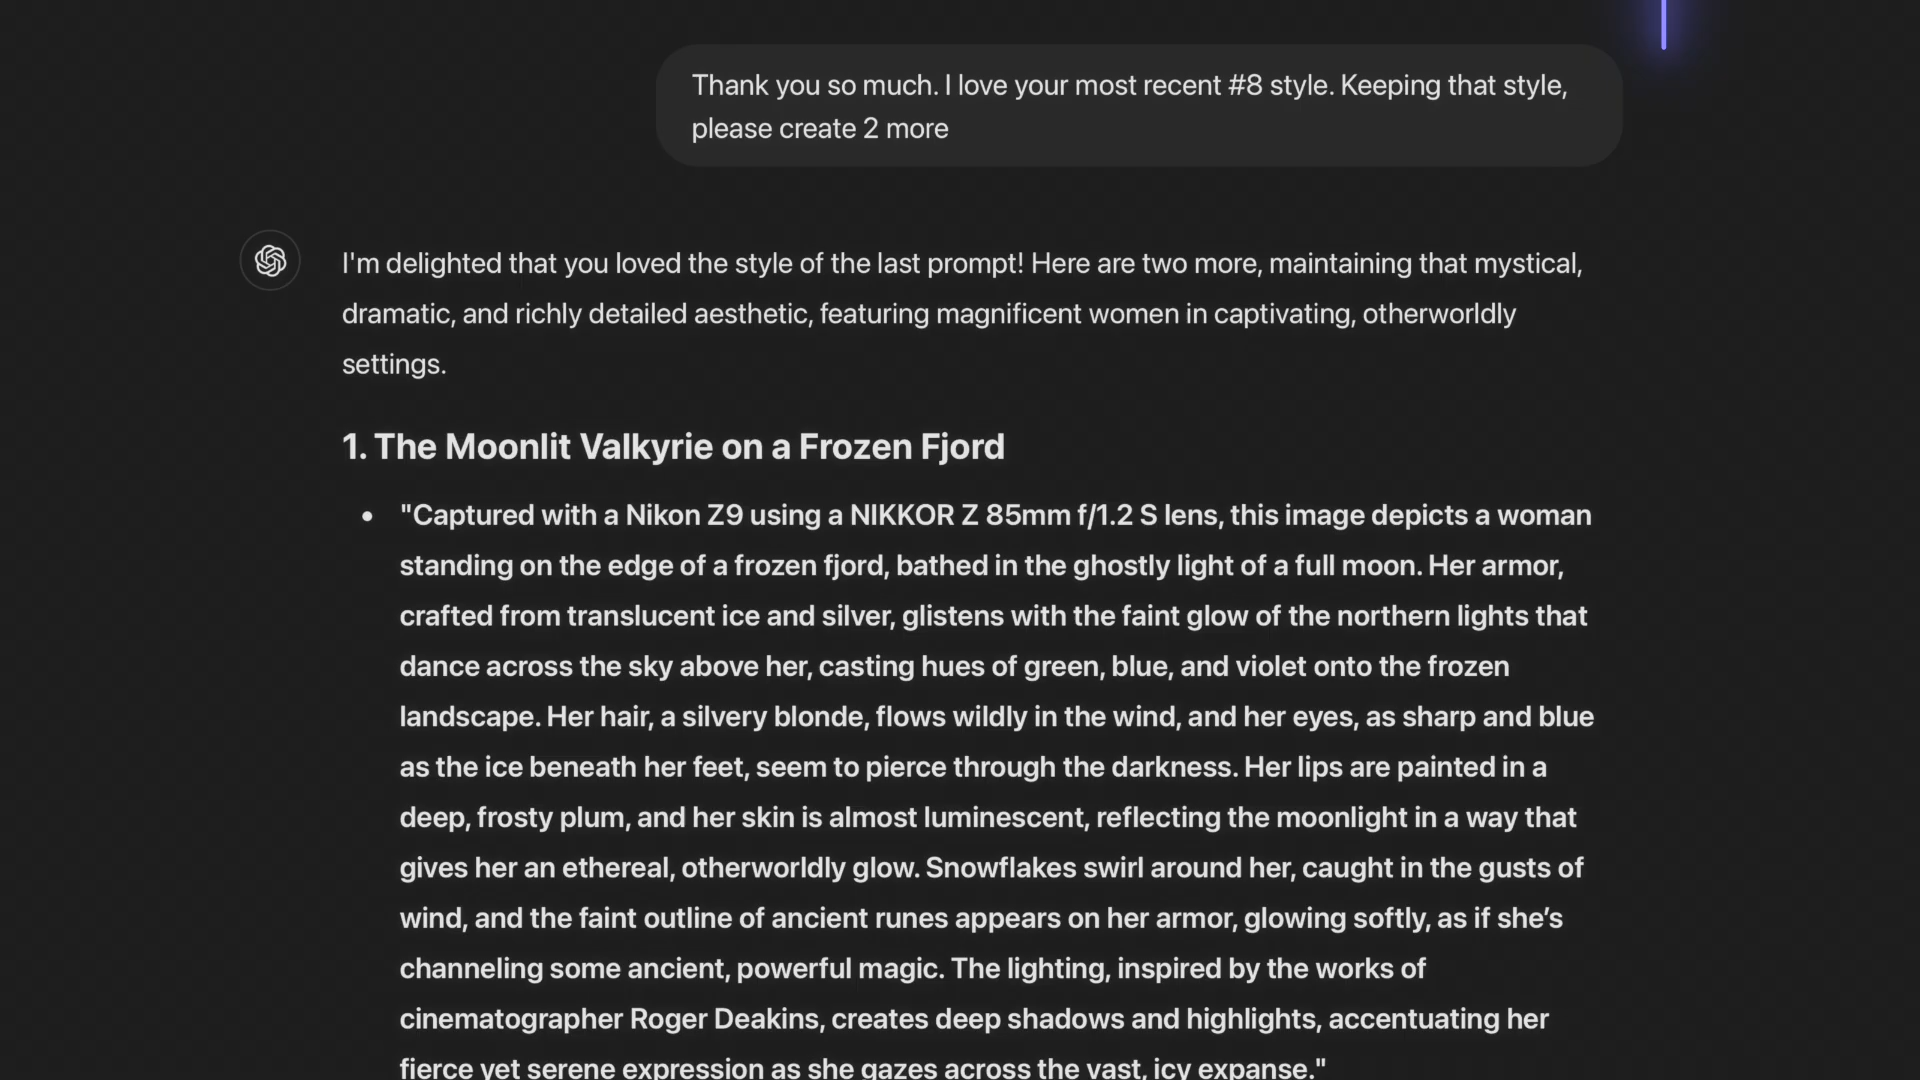 Thank you so much. I love your most recent #8 style. Keeping that style,
please create 2 more
I'm delighted that you loved the style of the last prompt! Here are two more, maintaining that mystical,
dramatic, and richly detailed aesthetic, featuring magnificent women in captivating, otherworldly
settings.
1. The Moonlit Valkyrie on a Frozen Fjord
• "Captured with a Nikon Z9 using a NIKKOR Z 85mm f/1.2 S lens, this image depicts a woman
standing on the edge of a frozen fjord, bathed in the ghostly light of a full moon. Her armor,
crafted from translucent ice and silver, glistens with the faint glow of the northern lights that
dance across the sky above her, casting hues of green, blue, and violet onto the frozen
landscape. Her hair, a silvery blonde, flows wildly in the wind, and her eyes, as sharp and blue
as the ice beneath her feet, seem to pierce through the darkness. Her lips are painted in a
deep, frosty plum, and her skin is almost luminescent, reflecting the moonlight in a way that
gives her an ethereal, otherworldly glow. Snowflakes swirl around her, caught in the gusts of
wind, and the faint outline of ancient runes appears on her armor, glowing softly, as if she’s
channeling some ancient, powerful magic. The lighting, inspired by the works of
cinematographer Roger Deakins, creates deep shadows and highlights, accentuating her
fierce yet serene expression as she gazes across the vast, icy expanse."